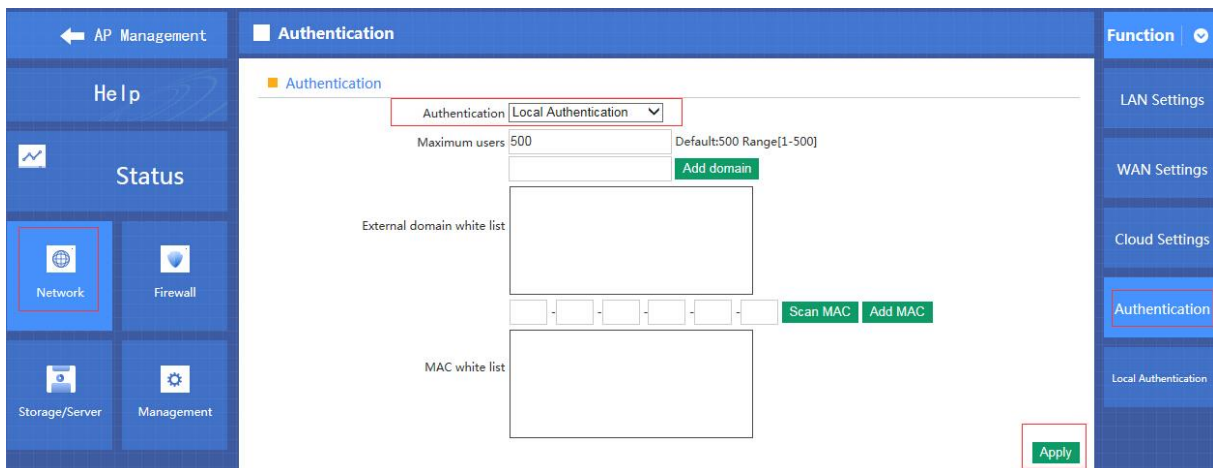 AP Management
Help
Status
Network
Firewall
Storage/Server
Management
Authentication
Authentication
Authentication Local Authentication
Maximum users 500 Default:500 Range[1-500]
Add domain
External domain white list
- - - - - Scan MAC Add MAC
MAC white list
Apply
Function
LAN Settings
WAN Settings
Cloud Settings
Authentication
Local Authentication